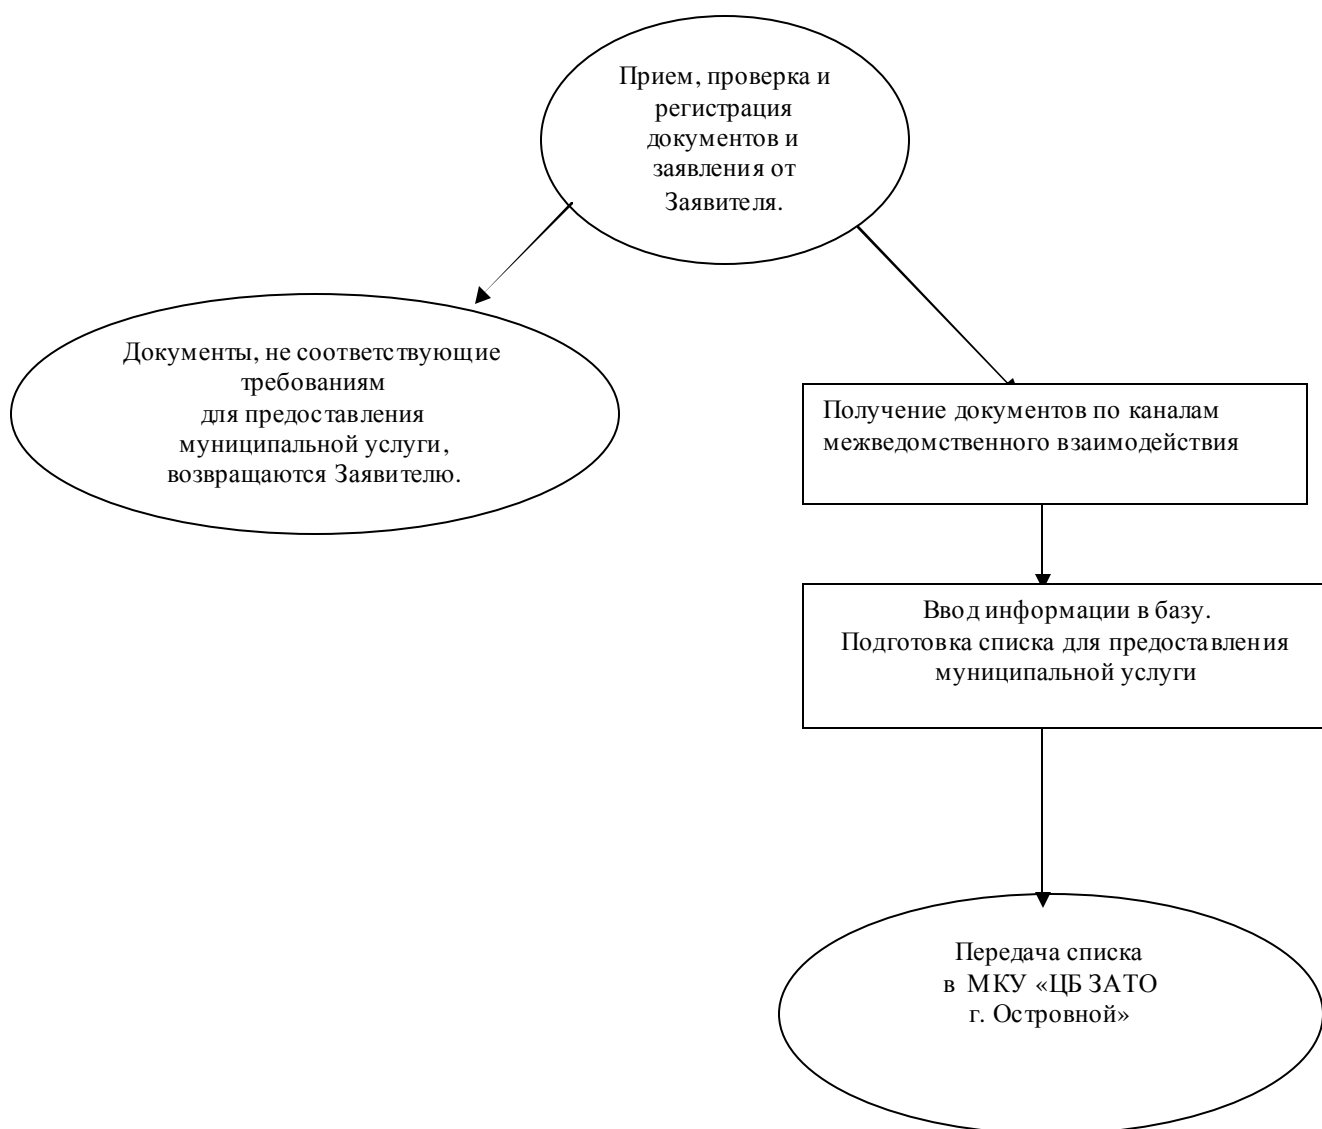 Прием, проверка и
регистрация
документов и
заявления от
Заявителя.
Документы, не соответствующие
требованиям
для предоставления
муниципальной услуги,
возвращаются Заявителю.
Получение документов по каналам
межведомственного взаимодействия
Ввод информации в базу.
Подготовка списка для предоставления
муниципальной услуги
Передача списка
в МКУ «ЦБ ЗАТО
г. Островной»